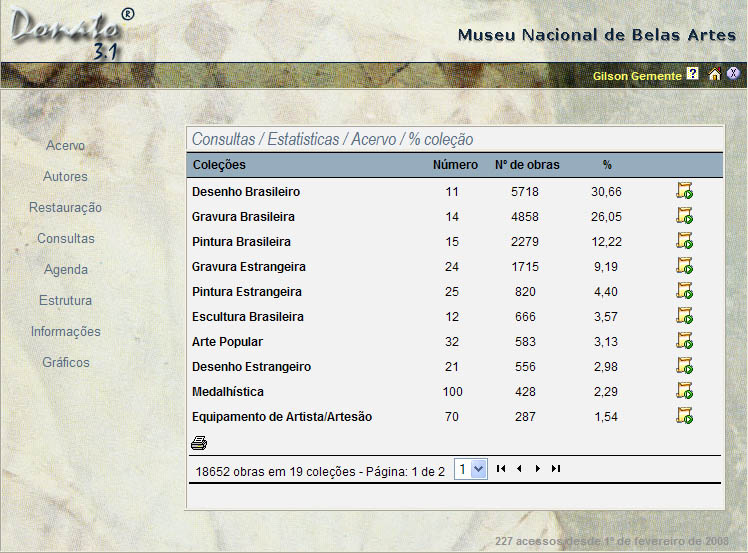 Donato ®
3.1
Museu Nacional de Belas Artes
Gilson Gemente ? X
Acervo
Autores
Restauração
Consultas
Agenda
Estrutura
Informações
Gráficos
Consultas / Estatisticas / Acervo / % coleção
Coleções Número Nº de obras %
Desenho Brasileiro 11 5718 30,66
Gravura Brasileira 14 4858 26,05
Pintura Brasileira 15 2279 12,22
Gravura Estrangeira 24 1715 9,19
Pintura Estrangeira 25 820 4,40
Escultura Brasileira 12 666 3,57
Arte Popular 32 583 3,13
Desenho Estrangeiro 21 556 2,98
Medalhística 100 428 2,29
Equipamento de Artista/Artesão 70 287 1,54
18652 obras em 19 coleções - Página: 1 de 2 1
227 acessos desde 1º de fevereiro de 2008